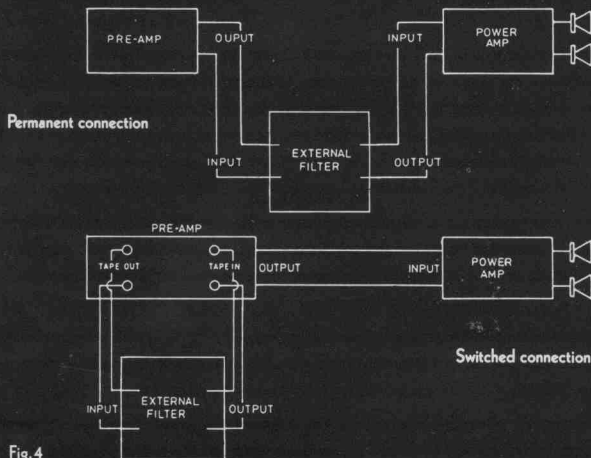 PRE-AMP
OUPUT
INPUT
POWER
AMP
Permanent connection
INPUT
EXTERNAL
FILTER
OUTPUT
PRE-AMP
TAPE OUT
TAPE IN
OUTPUT
INPUT
POWER
AMP
Switched connection
INPUT
EXTERNAL
FILTER
OUTPUT
Fig. 4